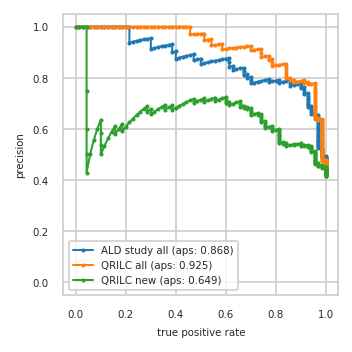 1.0
0.8
0.6
0.4
0.2
0.0
precision
ALD study all (aps: 0.868)
QRILC all (aps: 0.925)
QRILC new (aps: 0.649)
0.0 0.2 0.4 0.6 0.8 1.0
true positive rate